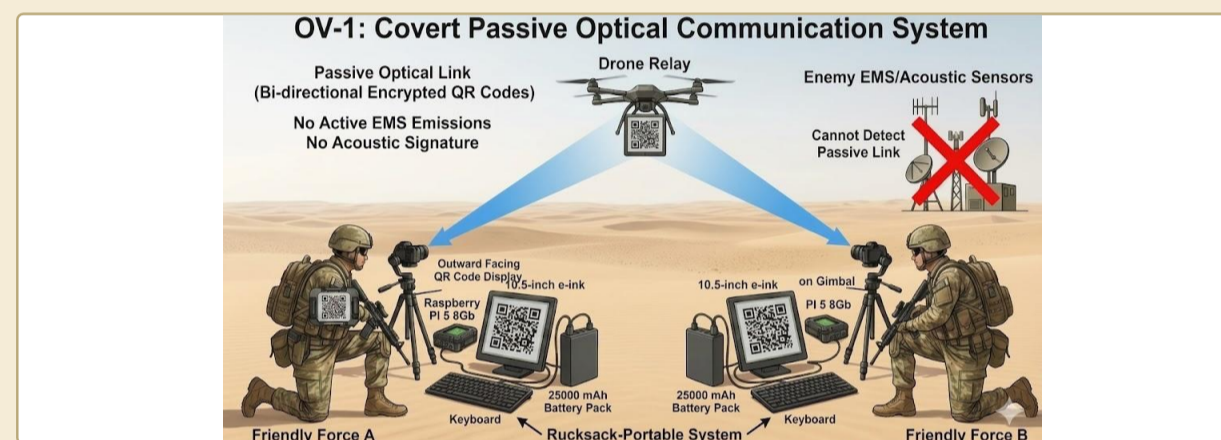 OV-1: Covert Passive Optical Communication System
Passive Optical Link
(Bi-directional Encrypted QR Codes)
No Active EMS Emissions
No Acoustic Signature
Drone Relay
Enemy EMS/Acoustic Sensors
Cannot Detect
Passive Link
Outward Facing
QR Code Display
10.5-inch e-ink
Raspberry
PI 5 8Gb
25000 mAh
Battery Pack
Keyboard
10.5-inch e-ink
on Gimbal
PI 5 8Gb
25000 mAh
Battery Pack
Keyboard
Friendly Force A
Rucksack-Portable System
Friendly Force B